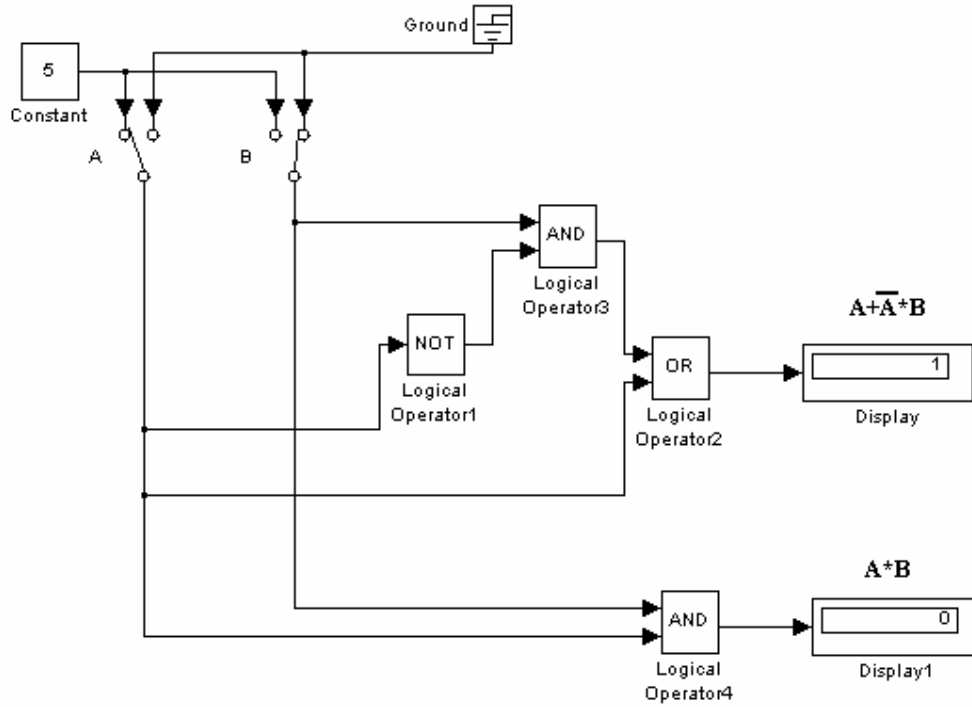 Ground
5
Constant
A
B
AND
Logical
Operator3
NOT
Logical
Operator1
OR
Logical
Operator2
A+A̅*B
1
Display
A*B
AND
Logical
Operator4
0
Display1